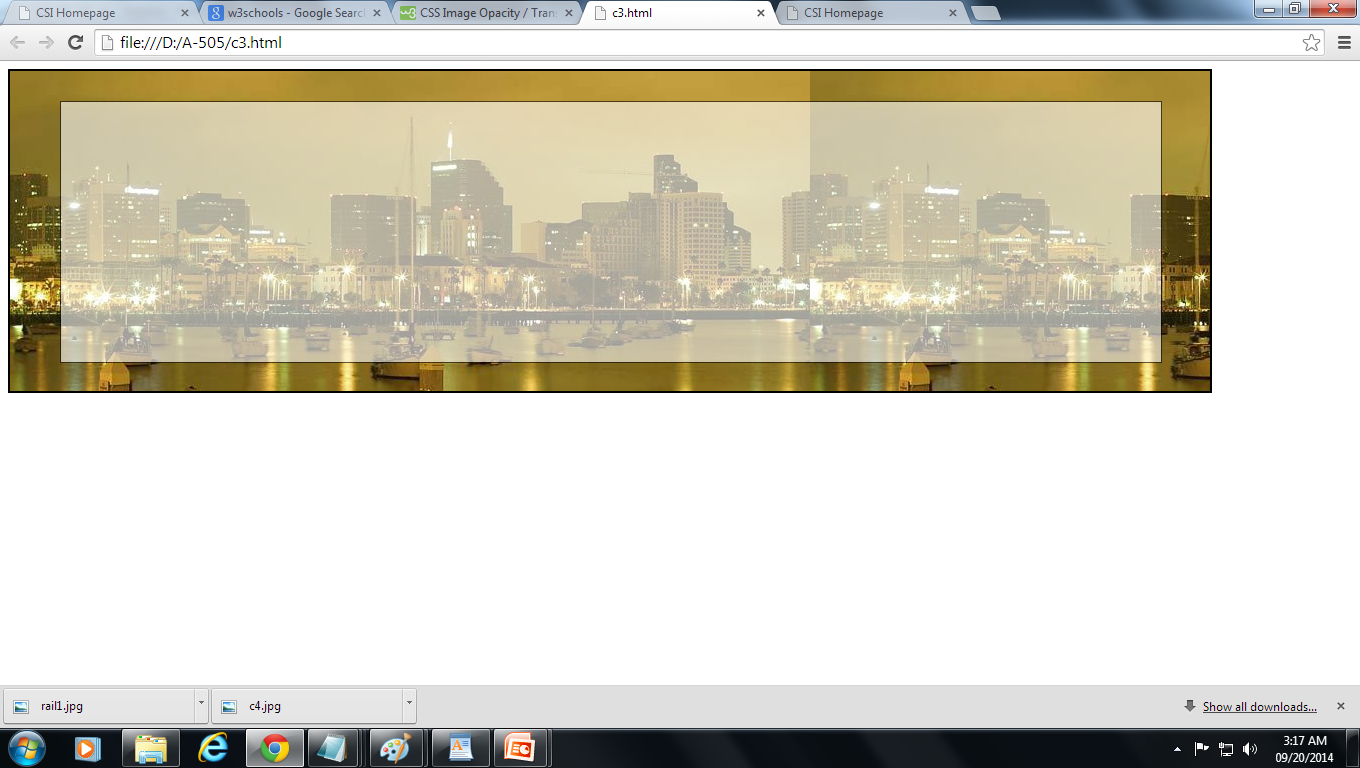 CSI Homepage
w3schools - Google Searc
CSS Image Opacity / Tran
c3.html
CSI Homepage
file:///D:/A-505/c3.html
rail1.jpg
c4.jpg
Show all downloads...
3:17 AM
09/20/2014